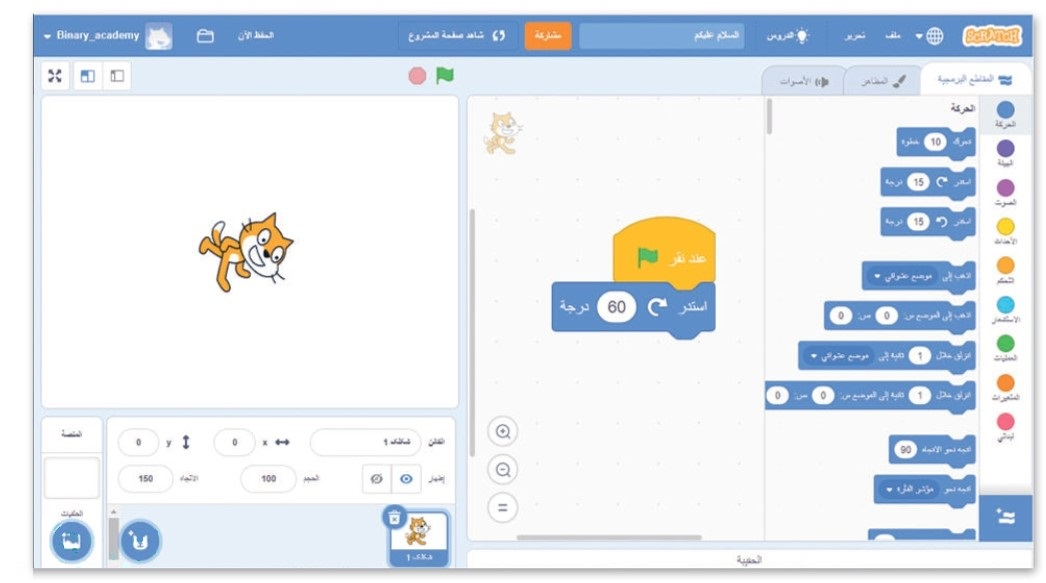 SCRATCH
ملف
تحرير
الدروس
السلام عليكم
مشاركة
شاهد صفحة المشروع
الحفظ الآن
Binary_academy
المقاطع البرمجية
المظاهر
الأصوات
الحركة
الهيئة
الصوت
الأحداث
التحكم
الاستشعار
العمليات
المتغيرات
لبناتي
الحركة
تحرك 10 خطوة
استدر 15 درجة
استدر 15 درجة
اذهب إلى موضع عشوائي
اذهب إلى الموضع س: 0 ص: 0
انزلق خلال 1 ثانية إلى موضع عشوائي
انزلق خلال 1 ثانية إلى الموضع س: 0 ص: 0
اتجه نحو الاتجاه 90
اتجه نحو مؤشر الفأرة
عند نقر
استدر 60 درجة
الكائن
x 0
y 0
إظهار
الحجم 100
الاتجاه 150
المنصة
الخلفيات
الحقيبة